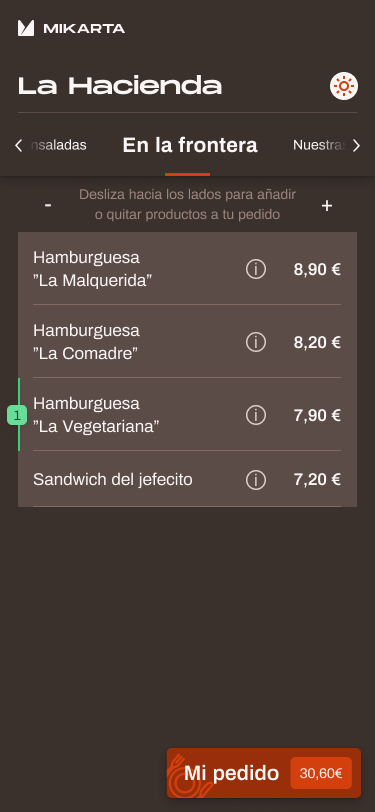 MIKARTA
La Hacienda
nsaladas
En la frontera
Nuestras
-
Desliza hacia los lados para añadir
+
o quitar productos a tu pedido
Hamburguesa
”La Malquerida”
8,90 €
Hamburguesa
”La Comadre”
8,20 €
1
Hamburguesa
”La Vegetariana”
7,90 €
Sandwich del jefecito
7,20 €
Mi pedido
30,60€